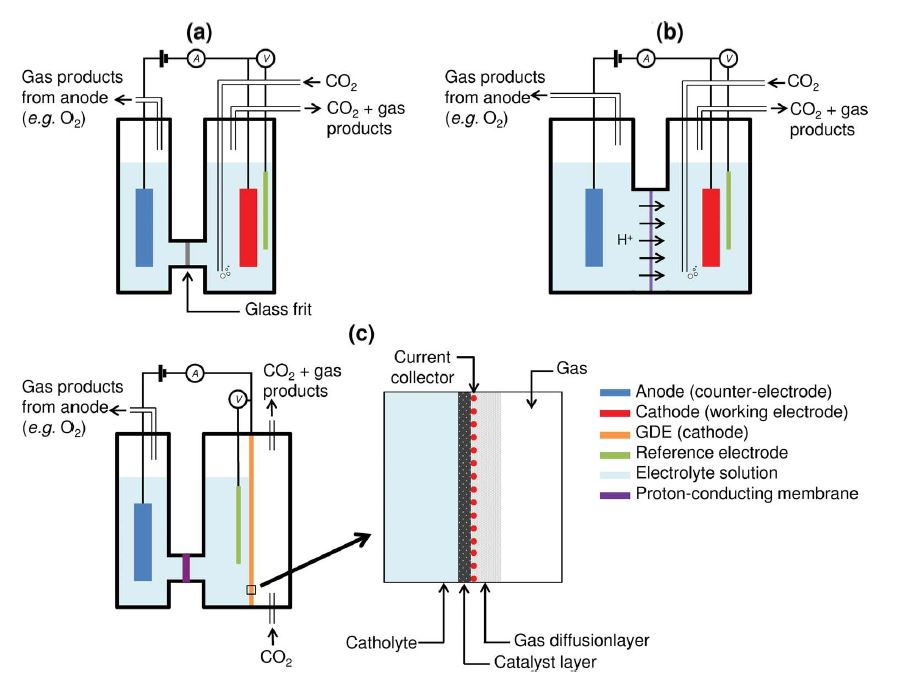 (a)
A
V
Gas products
from anode
(e.g. O₂)
CO₂
CO₂ + gas
products
Glass frit
(b)
A
V
Gas products
from anode
(e.g. O₂)
CO₂
CO₂ + gas
products
H⁺
(c)
A
V
Gas products
from anode
(e.g. O₂)
CO₂ + gas
products
CO₂
Current
collector
Gas
Catholyte
Gas diffusionlayer
Catalyst layer
Anode (counter-electrode)
Cathode (working electrode)
GDE (cathode)
Reference electrode
Electrolyte solution
Proton-conducting membrane